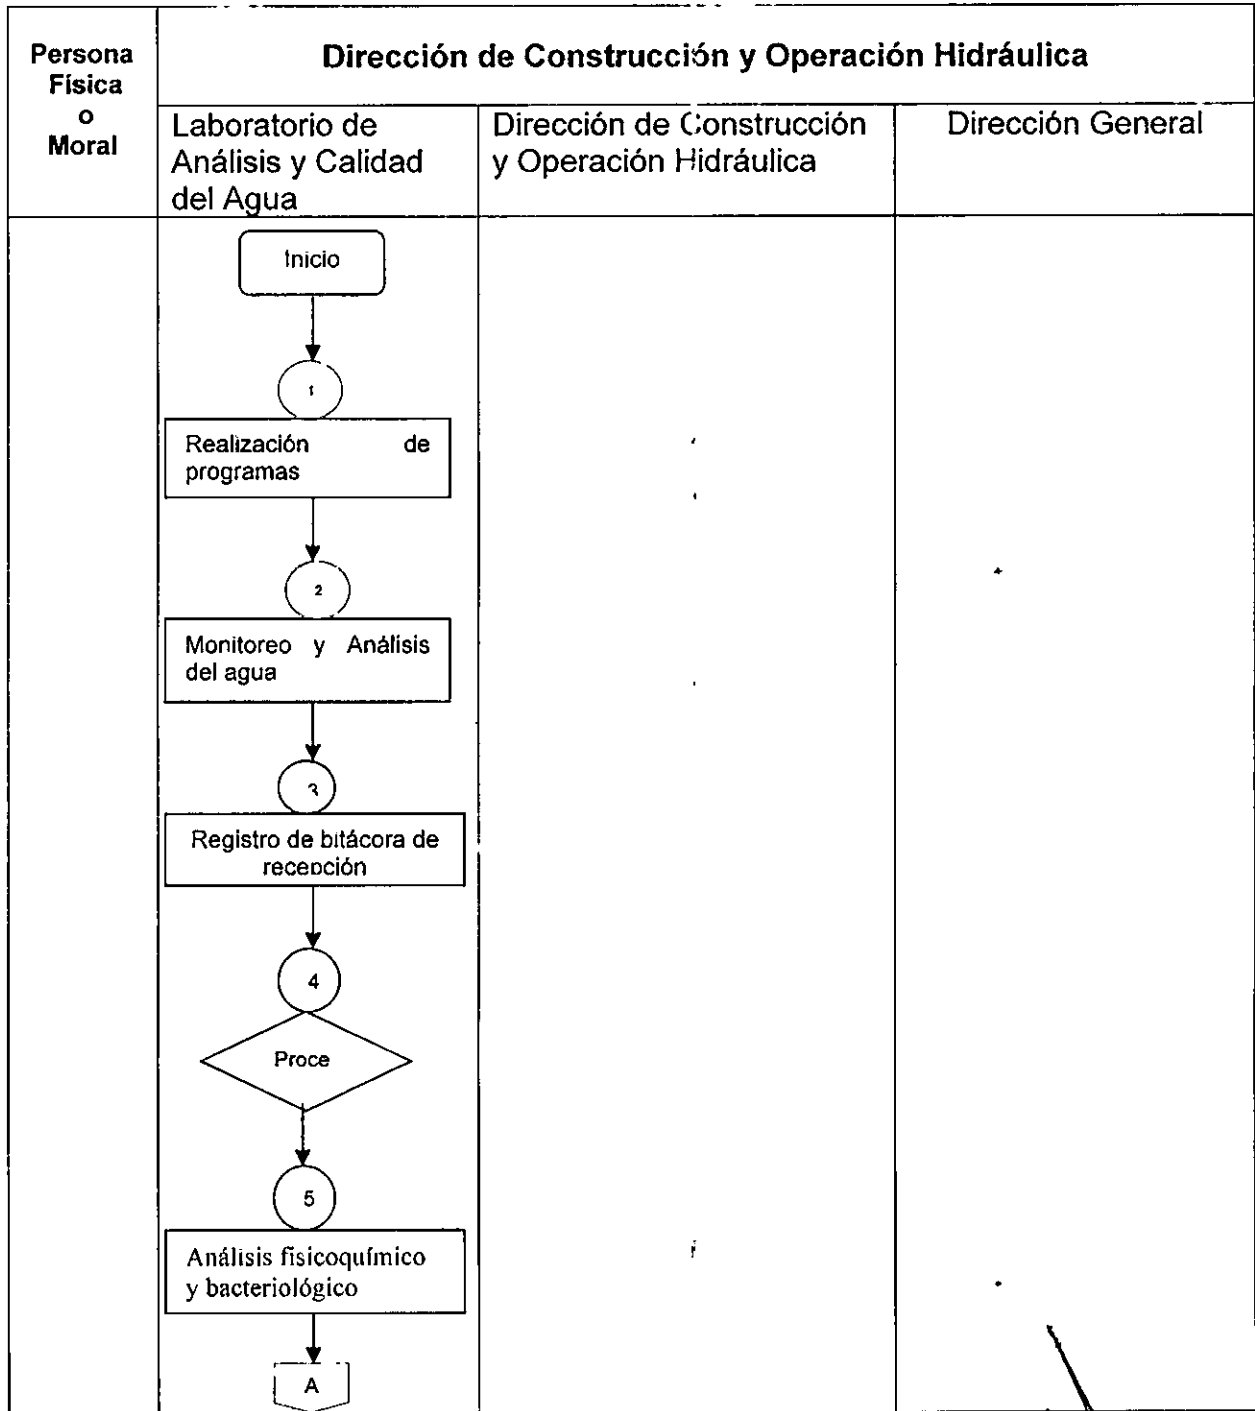 Persona
Física
o
Moral
Dirección de Construcción y Operación Hidráulica
Laboratorio de
Análisis y Calidad
del Agua
Dirección de Construcción
y Operación Hidráulica
Dirección General
Inicio
1
Realización de
programas
2
Monitoreo y Análisis
del agua
3
Registro de bitácora de
recepción
4
Proce
5
Análisis fisicoquímico
y bacteriológico
A